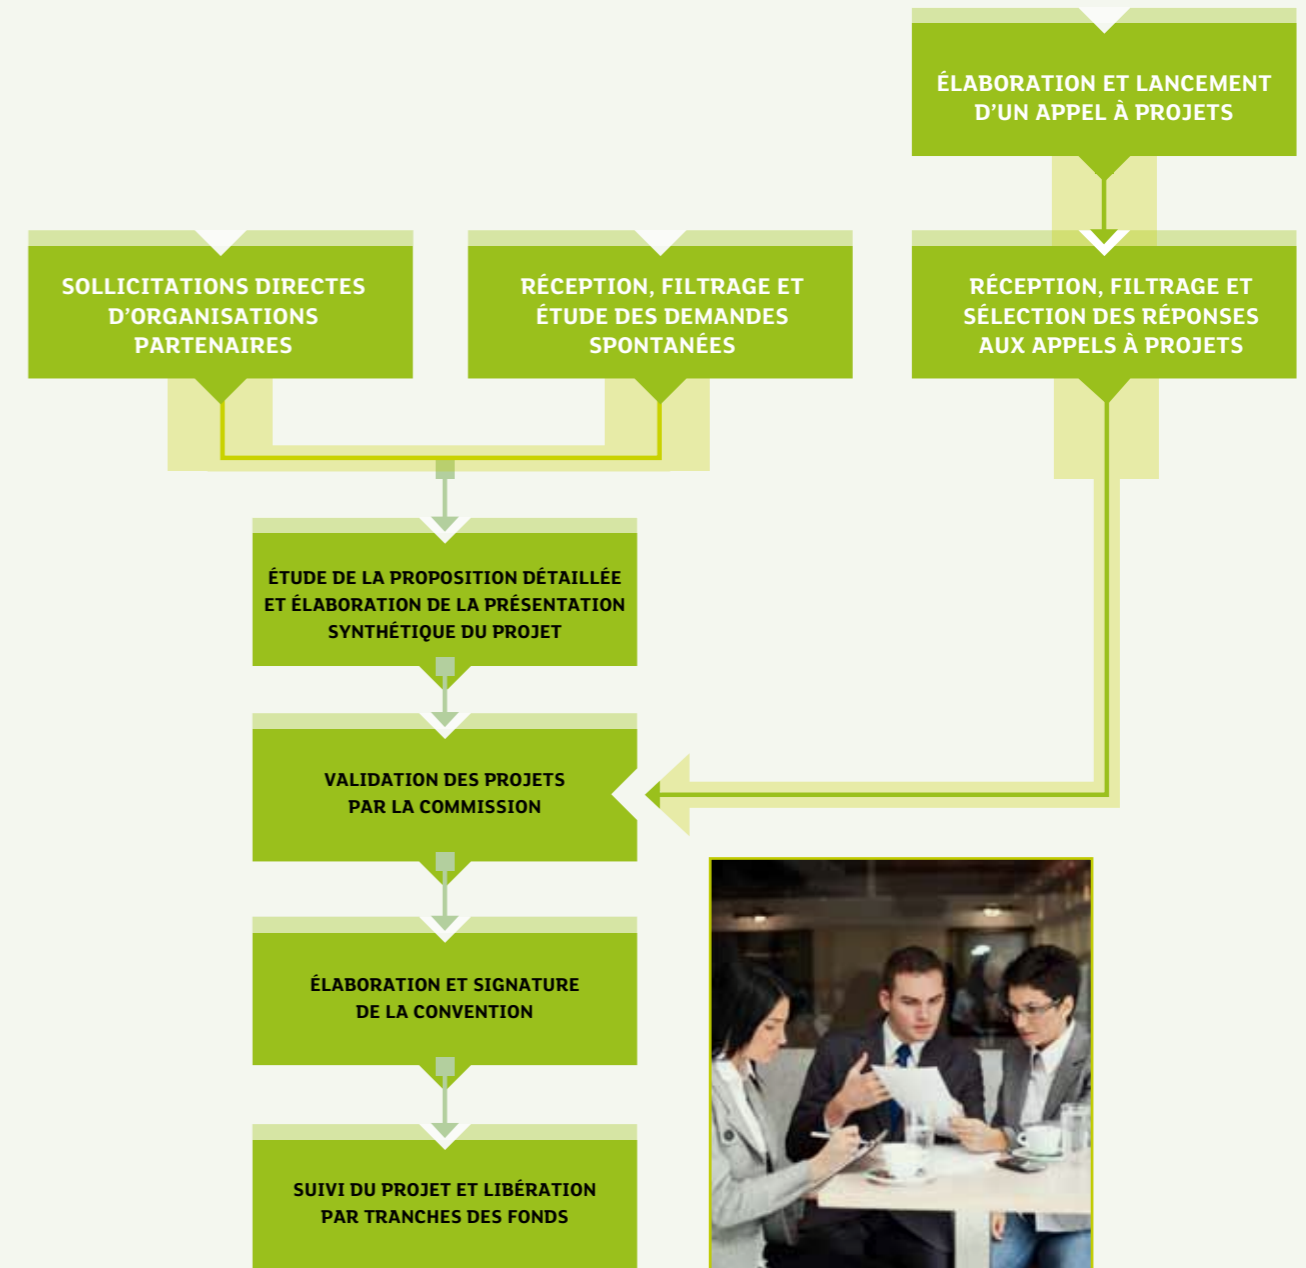 ÉLABORATION ET LANCEMENT
D'UN APPEL À PROJETS
SOLLICITATIONS DIRECTES
D'ORGANISATIONS
PARTENAIRES
RÉCEPTION, FILTRAGE ET
ÉTUDE DES DEMANDES
SPONTANÉES
RÉCEPTION, FILTRAGE ET
SÉLECTION DES RÉPONSES
AUX APPELS À PROJETS
ÉTUDE DE LA PROPOSITION DÉTAILLÉE
ET ÉLABORATION DE LA PRÉSENTATION
SYNTHÉTIQUE DU PROJET
VALIDATION DES PROJETS
PAR LA COMMISSION
ÉLABORATION ET SIGNATURE
DE LA CONVENTION
SUIVI DU PROJET ET LIBÉRATION
PAR TRANCHES DES FONDS